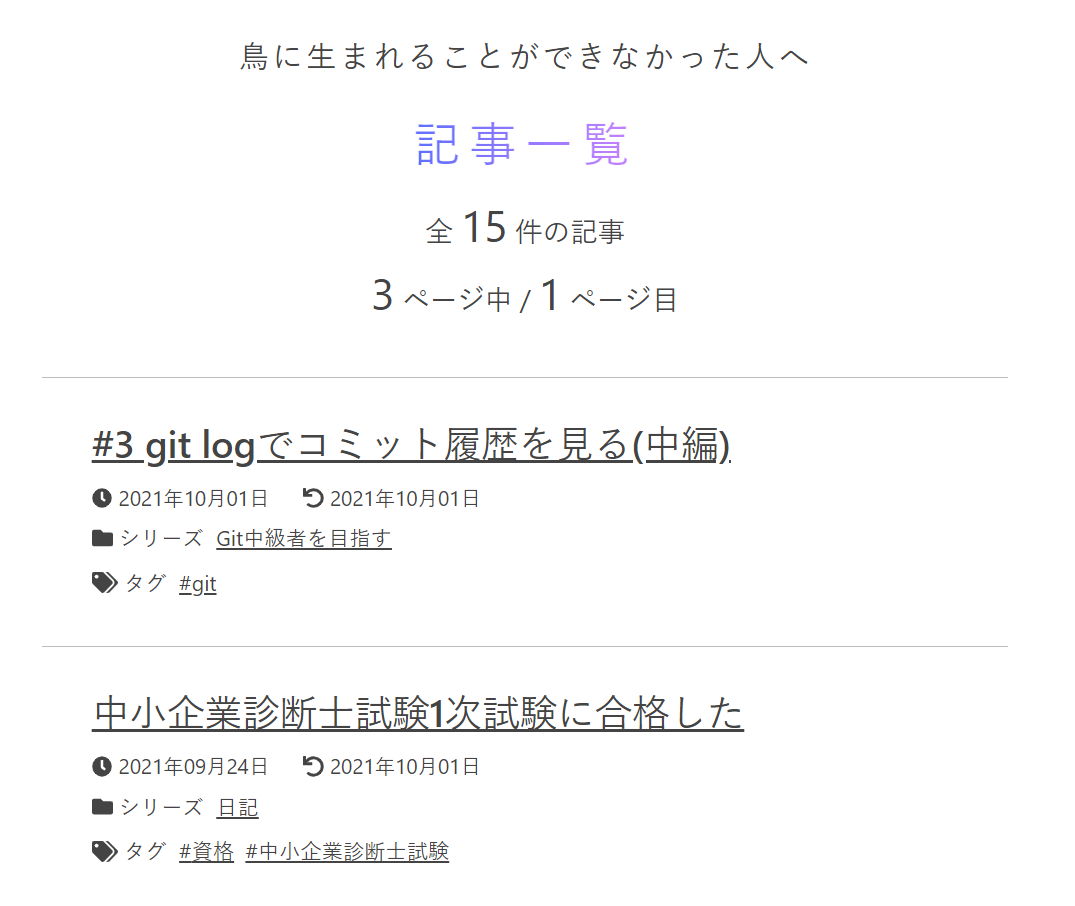 鳥に生まれることができなかった人へ
記事一覧
全 15 件の記事
3 ページ中 / 1 ページ目
#3 git logでコミット履歴を見る(中編)
2021年10月01日 2021年10月01日
シリーズ Git中級者を目指す
タグ #git
中小企業診断士試験1次試験に合格した
2021年09月24日 2021年10月01日
シリーズ 日記
タグ #資格 #中小企業診断士試験